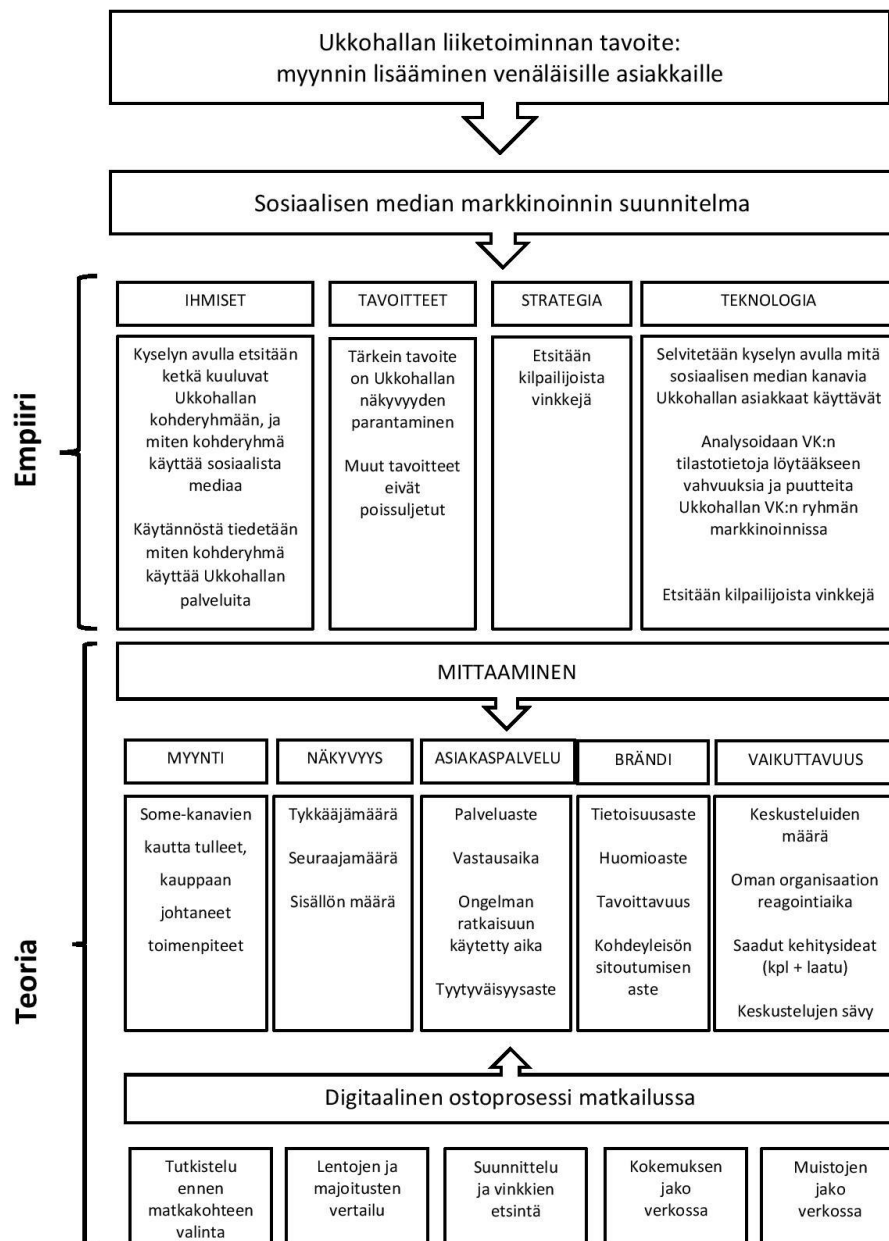 Ukkohallan liiketoiminnan tavoite:
myynnin lisääminen venäläisille asiakkaille
Sosiaalisen median markkinoinnin suunnitelma
Empiiri
IHMISET
Kyselyn avulla etsitään
ketkä kuuluvat
Ukkohallan
kohderyhmään, ja
miten kohderyhmä
käyttää sosiaalista
mediaa
Käytännöstä tiedetään
miten kohderyhmä
käyttää Ukkohallan
palveluita
TAVOITTEET
Tärkein tavoite
on Ukkohallan
näkyvyyden
parantaminen
Muut tavoitteet
eivät
poissuljetut
STRATEGIA
Etsitään
kilpailijoista
vinkkejä
TEKNOLOGIA
Selvitetään kyselyn avulla mitä
sosiaalisen median kanavia
Ukkohallan asiakkaat käyttävät
Analysoidaan VK:n
tilastotietoja löytääkseen
vahvuuksia ja puutteita
Ukkohallan VK:n ryhmän
markkinoinnissa
Etsitään kilpailijoista vinkkejä
Teoria
MITTAAMINEN
MYYNTI
Some-kanavien
kautta tulleet,
kauppaan
johtaneet
toimenpiteet
NÄKYVYYS
Tykkääjämäärä
Seuraajamäärä
Sisällön määrä
ASIAKASPALVELU
Palveluaste
Vastausaika
Ongelman
ratkaisuun
käytetty aika
Tyytyväisyysaste
BRÄNDI
Tietoisuusaste
Huomioaste
Tavoittavuus
Kohdeyleisön
sitoutumisen
aste
VAIKUTTAVUUS
Keskusteluiden
määrä
Oman organisaation
reagointiaika
Saadut kehitysideat
(kpl + laatu)
Keskustelujen sävy
Digitaalinen ostoprosessi matkailussa
Tutkistelu
ennen
matkakohteen
valinta
Lentojen ja
majoitusten
vertailu
Suunnittelu
ja vinkkien
etsintä
Kokemuksen
jako
verkossa
Muistojen
jako
verkossa